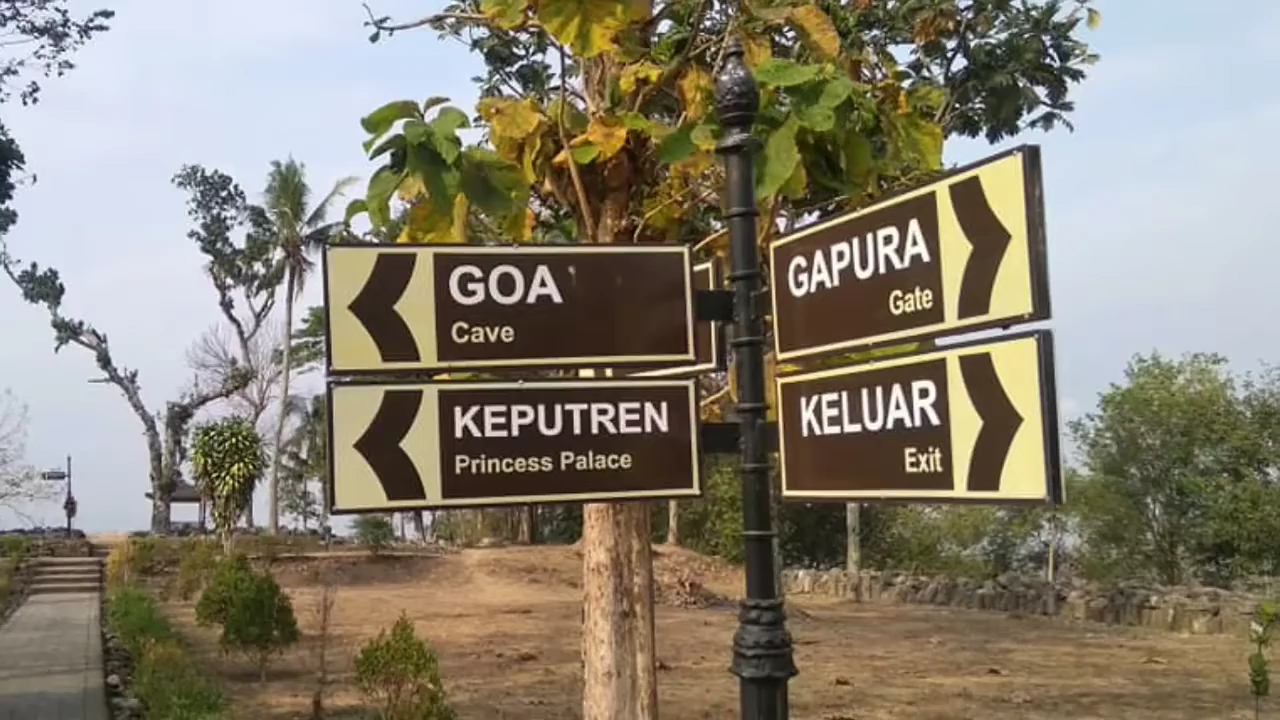 GOA
Cave
KEPUTREN
Princess Palace
GAPURA
Gate
KELUAR
Exit